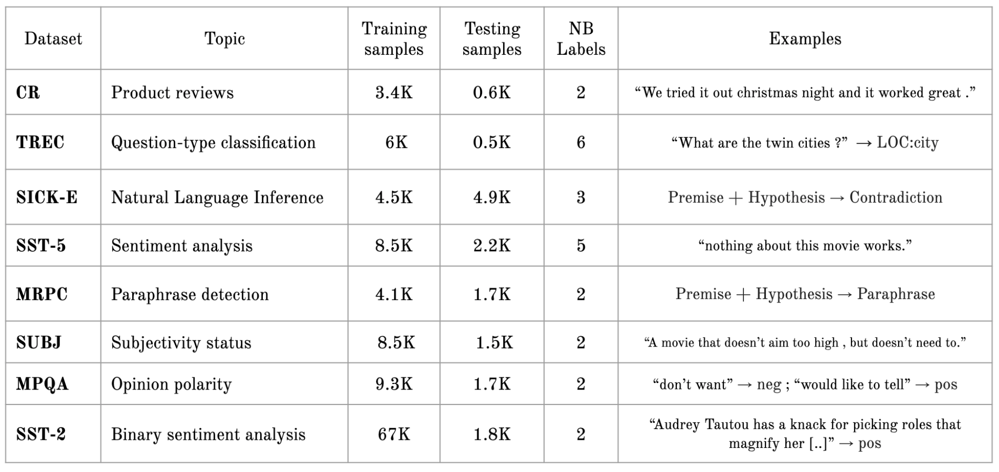 Dataset Topic Training samples Testing samples NB Labels Examples
CR Product reviews 3.4K 0.6K 2 “We tried it out christmas night and it worked great .”
TREC Question-type classification 6K 0.5K 6 “What are the twin cities ?” → LOC:city
SICK-E Natural Language Inference 4.5K 4.9K 3 Premise + Hypothesis → Contradiction
SST-5 Sentiment analysis 8.5K 2.2K 5 “nothing about this movie works.”
MRPC Paraphrase detection 4.1K 1.7K 2 Premise + Hypothesis → Paraphrase
SUBJ Subjectivity status 8.5K 1.5K 2 “A movie that doesn’t aim too high , but doesn’t need to.”
MPQA Opinion polarity 9.3K 1.7K 2 “don’t want” → neg ; “would like to tell” → pos
SST-2 Binary sentiment analysis 67K 1.8K 2 “Audrey Tautou has a knack for picking roles that
magnify her [..]” → pos